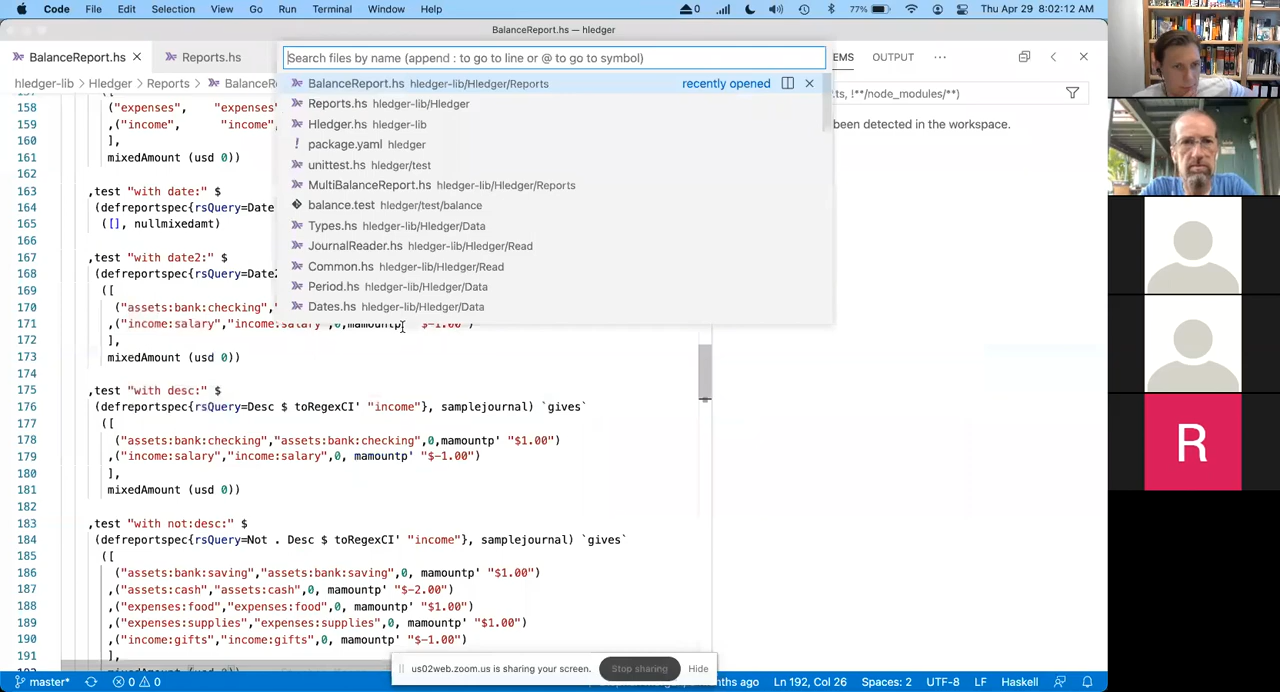 Code File Edit Selection View Go Run Terminal Window Help 0 77% Thu Apr 29 8:02:12 AM
BalanceReport.hs — hledger
BalanceReport.hs Reports.hs EMS OUTPUT
Search files by name (append : to go to line or @ to go to symbol)
hledger-lib Hledger Reports
BalanceReport.hs hledger-lib/Hledger/Reports recently opened
Reports.hs hledger-lib/Hledger
Hledger.hs hledger-lib
package.yaml hledger
unittest.hs hledger/test
MultiBalanceReport.hs hledger-lib/Hledger/Reports
balance.test hledger/test/balance
Types.hs hledger-lib/Hledger/Data
JournalReader.hs hledger-lib/Hledger/Read
Common.hs hledger-lib/Hledger/Read
Period.hs hledger-lib/Hledger/Data
Dates.hs hledger-lib/Hledger/Data
.ts, !**/node_modules/**)
been detected in the workspace.
158 ("expenses", "expenses"
159 ,("income", "income",
160 ],
161 mixedAmount (usd 0))
162
163 ,test "with date:" $
164 (defreportspec{rsQuery=Date
165 ([], nullmixedamt)
166
167 ,test "with date2:" $
168 (defreportspec{rsQuery=Date2
169 ([
170 ("assets:bank:checking",
171 ,("income:salary","income:salary",0,mamountp' "$-1.00")
172 ],
173 mixedAmount (usd 0))
174
175 ,test "with desc:" $
176 (defreportspec{rsQuery=Desc $ toRegexCI' "income"}, samplejournal) `gives`
177 ([
178 ("assets:bank:checking","assets:bank:checking",0,mamountp' "$1.00")
179 ,("income:salary","income:salary",0, mamountp' "$-1.00")
180 ],
181 mixedAmount (usd 0))
182
183 ,test "with not:desc:" $
184 (defreportspec{rsQuery=Not . Desc $ toRegexCI' "income"}, samplejournal) `gives`
185 ([
186 ("assets:bank:saving","assets:bank:saving",0, mamountp' "$1.00")
187 ,("assets:cash","assets:cash",0, mamountp' "$-2.00")
188 ,("expenses:food","expenses:food",0, mamountp' "$1.00")
189 ,("expenses:supplies","expenses:supplies",0, mamountp' "$1.00")
190 ,("income:gifts","income:gifts",0, mamountp' "$-1.00")
191 ],
us02web.zoom.us is sharing your screen. Stop sharing Hide
master* 0 0 Ln 192, Col 26 Spaces: 2 UTF-8 LF Haskell
R